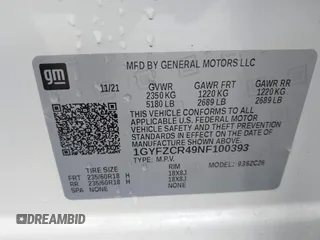 gm
MFD BY GENERAL MOTORS LLC
11/21 GVWR GAWR FRT GAWR RR
2350 KG 1220 KG 1220 KG
5180 LB 2689 LB 2689 LB
THIS VEHICLE CONFORMS TO ALL APPLICABLE
U.S. FEDERAL MOTOR VEHICLE SAFETY, BUMPER,
AND THEFT PREVENTION STANDARDS IN EFFECT
ON THE DATE OF MANUFACTURE SHOWN ABOVE.
1GYFZCR49NF100393
TYPE: M.P.V. MODEL:
TIRE RIM
FRT 235/60R18 H 18X8J
RR 235/60R18 H 18X8J
SPA NONE NONE
© AUTOBIDMASTER.COM